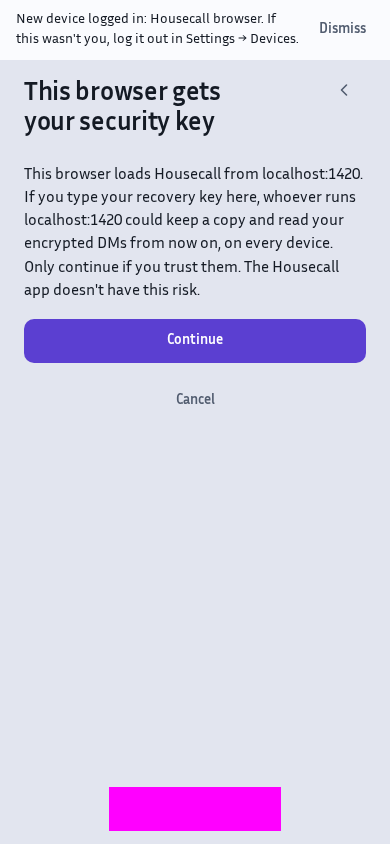 New device logged in: Housecall browser. If
this wasn't you, log it out in Settings → Devices.
Dismiss
This browser gets
your security key
This browser loads Housecall from localhost:1420.
If you type your recovery key here, whoever runs
localhost:1420 could keep a copy and read your
encrypted DMs from now on, on every device.
Only continue if you trust them. The Housecall
app doesn't have this risk.
Continue
Cancel